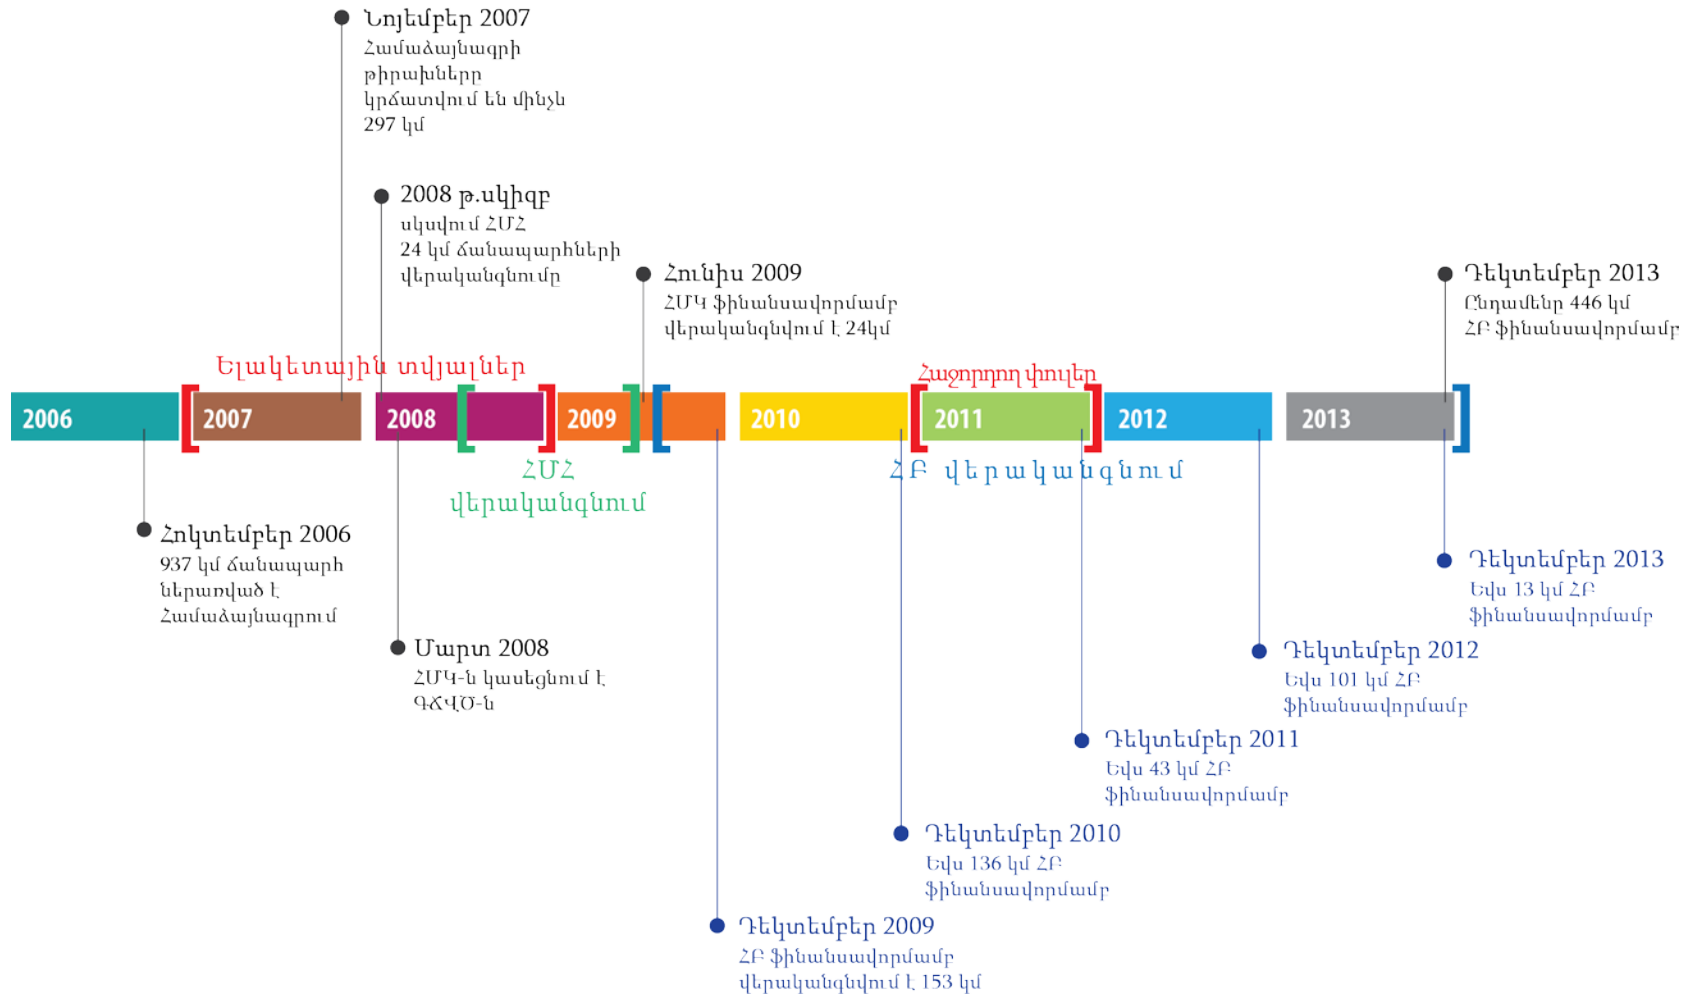 Նոյեմբեր 2007
Համաձայնագրի
թիրախները
կրճատվում են մինչև
297 կմ
2008 թ.սկիզբ
սկսվում ՀՄՀ
24 կմ ճանապարհների
վերականգնումը
Հունիս 2009
ՀՄԿ ֆինանսավորմամբ
վերականգնվում է 24կմ
Դեկտեմբեր 2013
Ընդամենը 446 կմ
ՀԲ ֆինանսավորմամբ
Ելակետային տվյալներ
Հաջորդող փուլեր
2006
2007
2008
2009
2010
2011
2012
2013
ՀՄՀ
վերականգնում
ՀԲ վերականգնում
Հոկտեմբեր 2006
937 կմ ճանապարհ
ներառված է
Համաձայնագրում
Մարտ 2008
ՀՄԿ-ն կասեցնում է
ԳՃՎԾ-ն
Դեկտեմբեր 2013
Եվս 13 կմ ՀԲ
ֆինանսավորմամբ
Դեկտեմբեր 2012
Եվս 101 կմ ՀԲ
ֆինանսավորմամբ
Դեկտեմբեր 2011
Եվս 43 կմ ՀԲ
ֆինանսավորմամբ
Դեկտեմբեր 2010
Եվս 136 կմ ՀԲ
ֆինանսավորմամբ
Դեկտեմբեր 2009
ՀԲ ֆինանսավորմամբ
վերականգնվում է 153 կմ